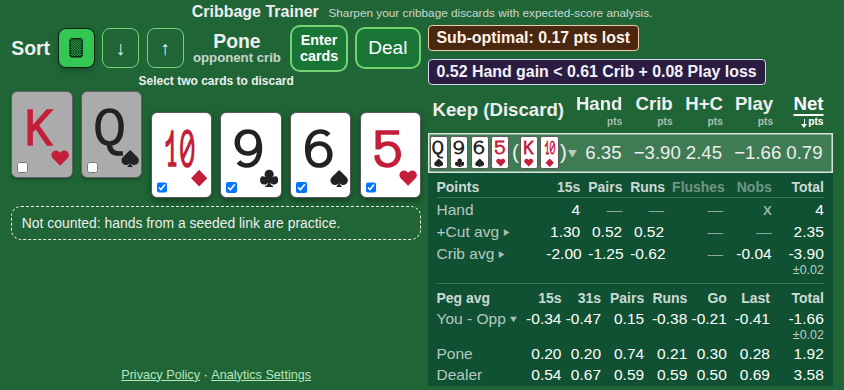 Cribbage Trainer Sharpen your cribbage discards with expected-score analysis.
Sort ↓ ↑ Pone opponent crib Enter cards Deal
Select two cards to discard
K Q 10 9 6 5
Not counted: hands from a seeded link are practice.
Privacy Policy · Analytics Settings
Sub-optimal: 0.17 pts lost
0.52 Hand gain < 0.61 Crib + 0.08 Play loss
Keep (Discard) Hand pts Crib pts H+C pts Play pts Net ↓pts
Q♠ 9♣ 6♠ 5♥ (K♥ 10♦) ▾ 6.35 −3.90 2.45 −1.66 0.79
Points 15s Pairs Runs Flushes Nobs Total
Hand 4 — — — x 4
+Cut avg ▸ 1.30 0.52 0.52 — — 2.35
Crib avg ▸ -2.00 -1.25 -0.62 — -0.04 -3.90
±0.02
Peg avg 15s 31s Pairs Runs Go Last Total
You - Opp ▾ -0.34 -0.47 0.15 -0.38 -0.21 -0.41 -1.66
±0.02
Pone 0.20 0.20 0.74 0.21 0.30 0.28 1.92
Dealer 0.54 0.67 0.59 0.59 0.50 0.69 3.58